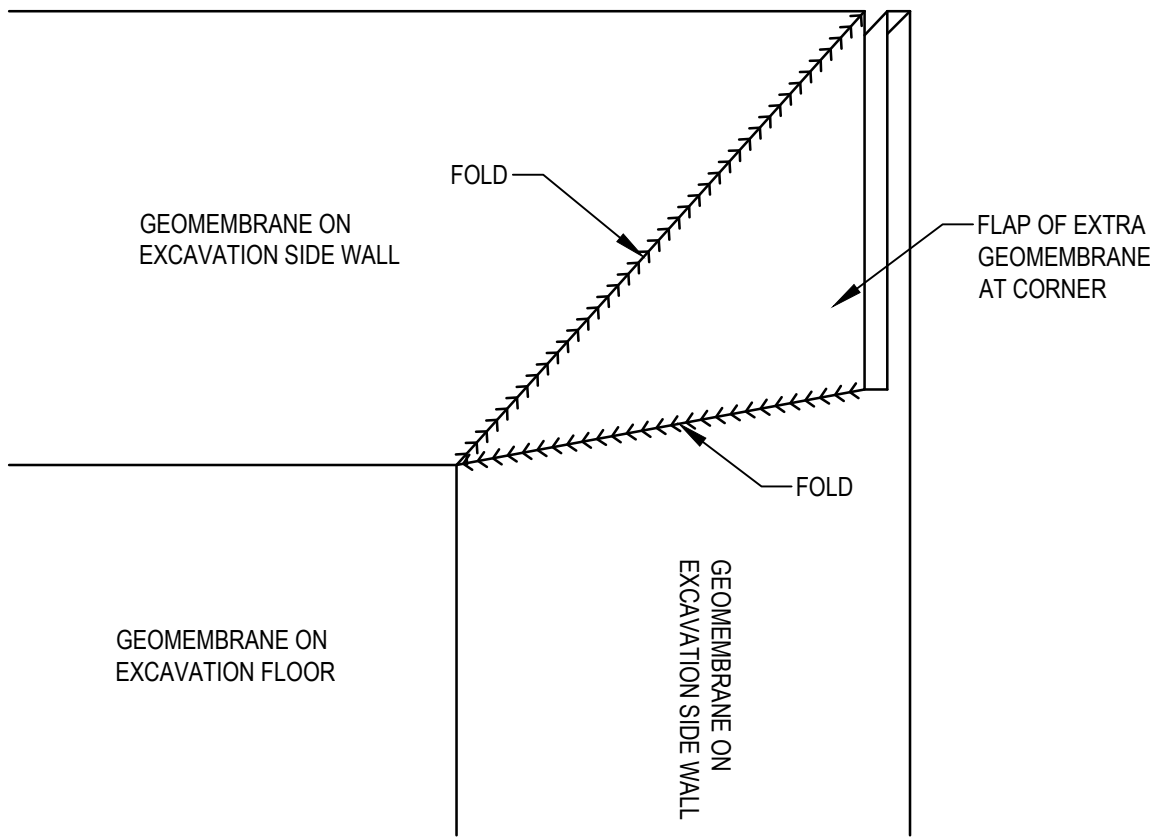 FOLD
GEOMEMBRANE ON
EXCAVATION SIDE WALL
FLAP OF EXTRA
GEOMEMBRANE
AT CORNER
FOLD
GEOMEMBRANE ON
EXCAVATION SIDE WALL
GEOMEMBRANE ON
EXCAVATION FLOOR